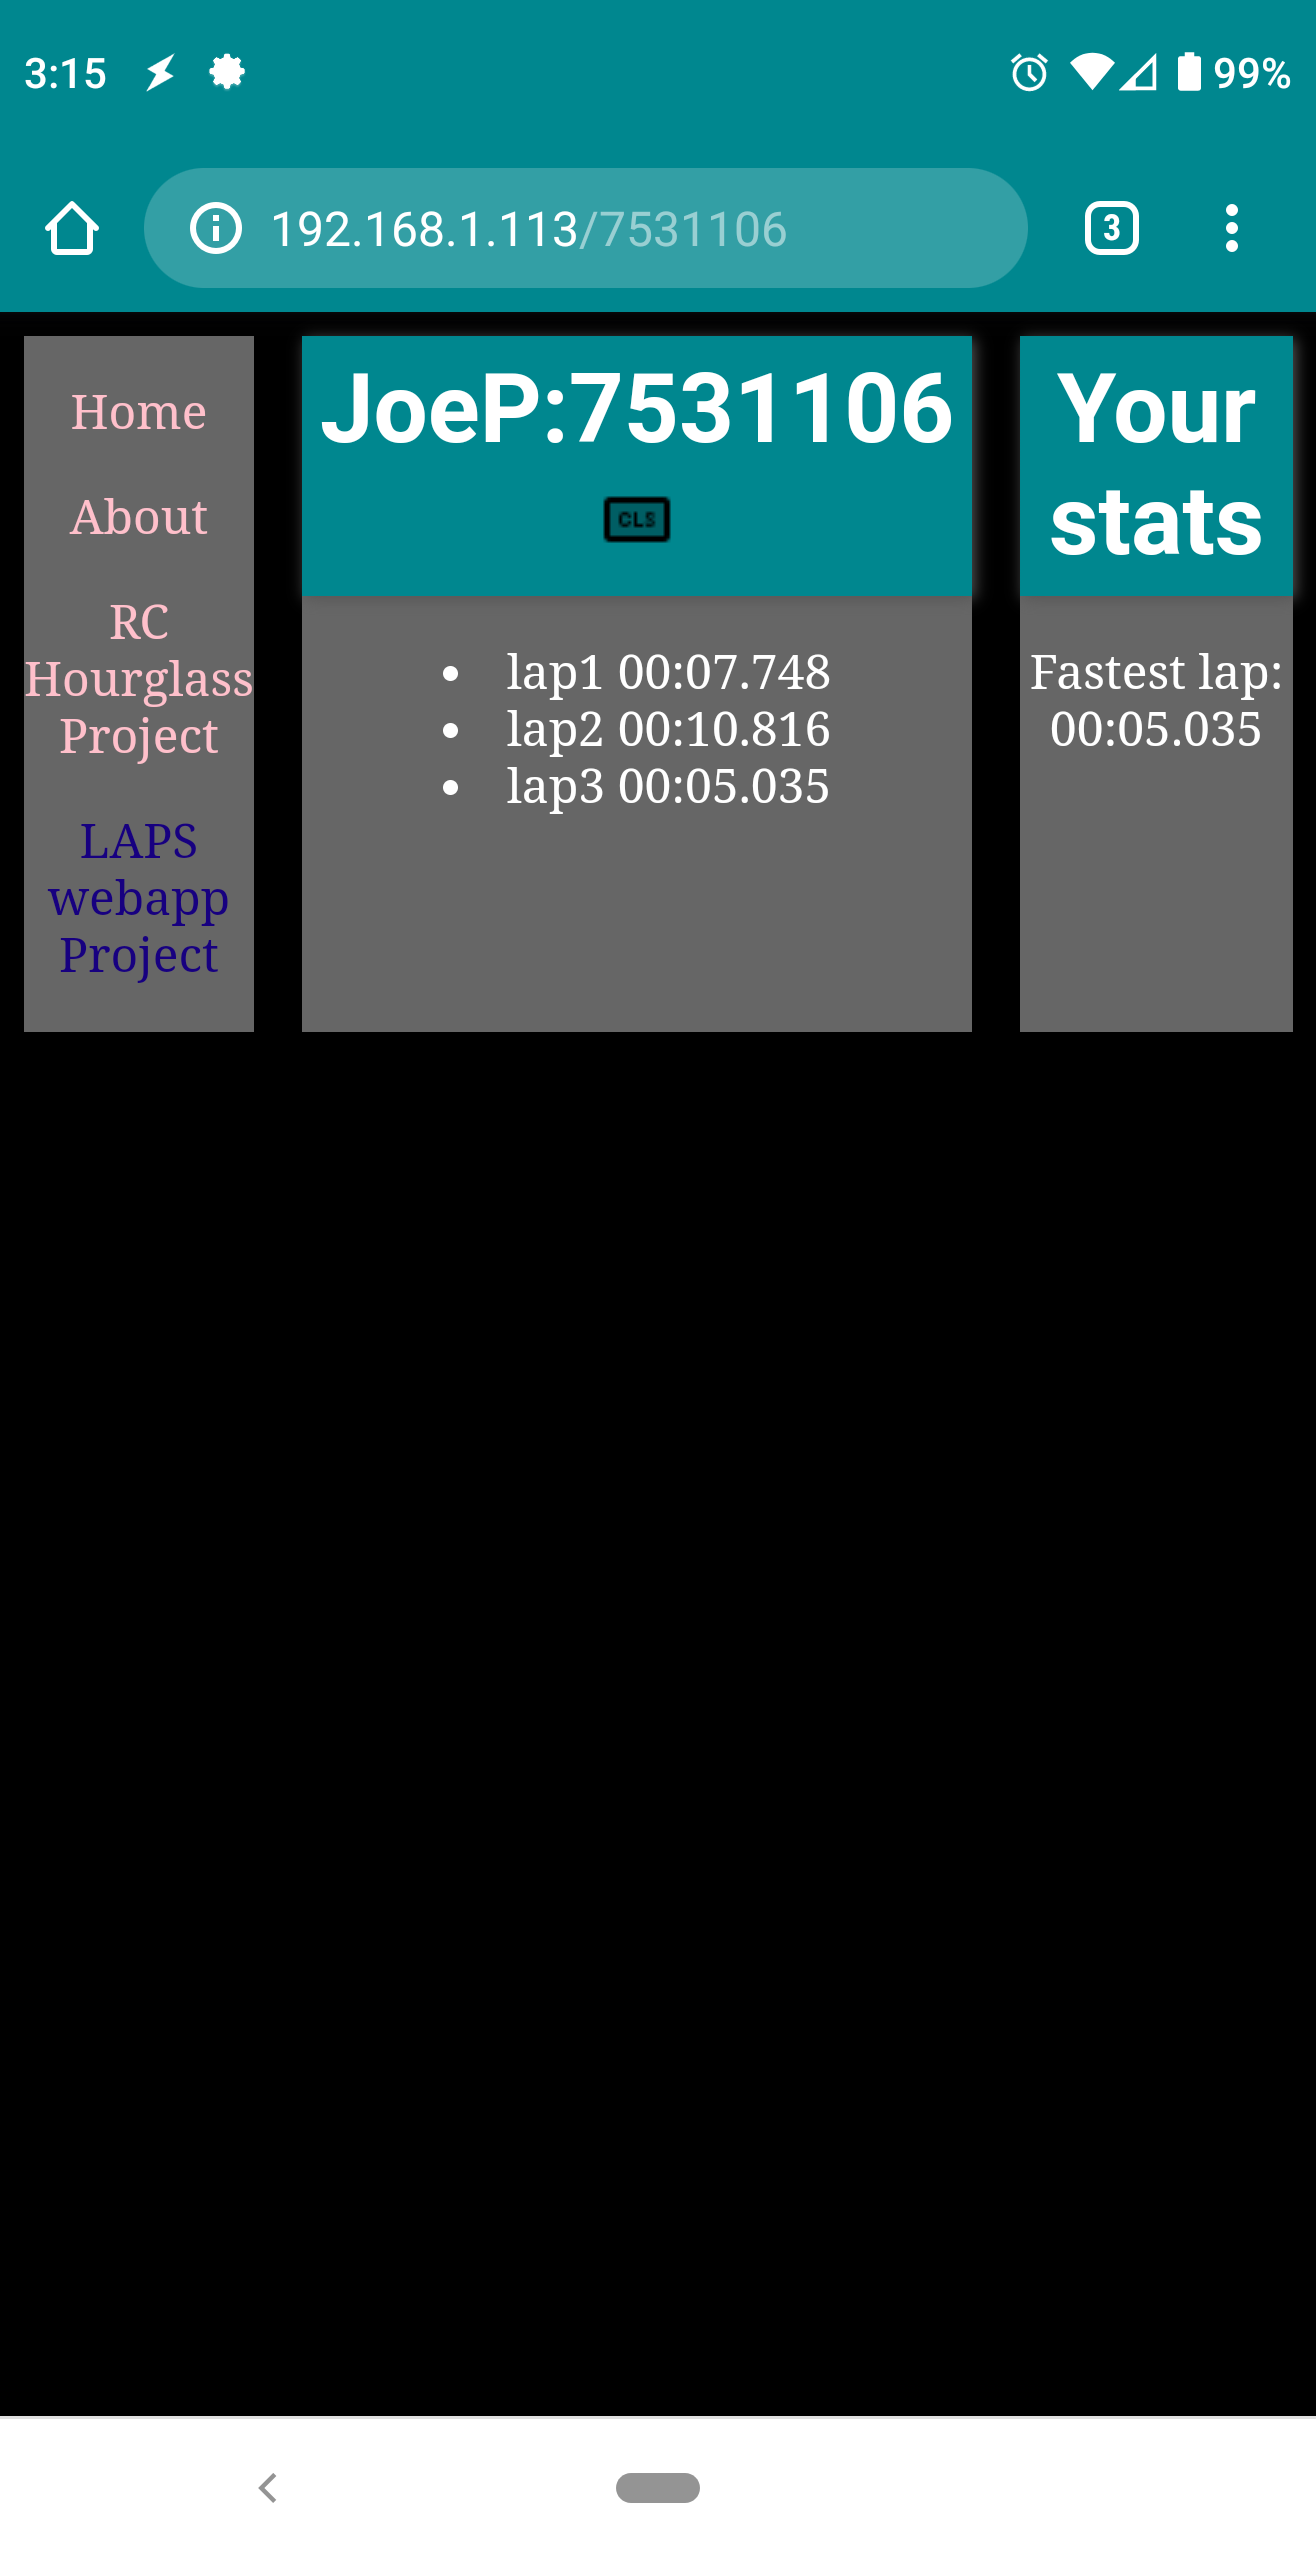 3:15
99%
192.168.1.113/7531106
3
Home
About
RC
Hourglass
Project
LAPS
webapp
Project
JoeP:7531106
CLS
• lap1 00:07.748
• lap2 00:10.816
• lap3 00:05.035
Your
stats
Fastest lap:
00:05.035